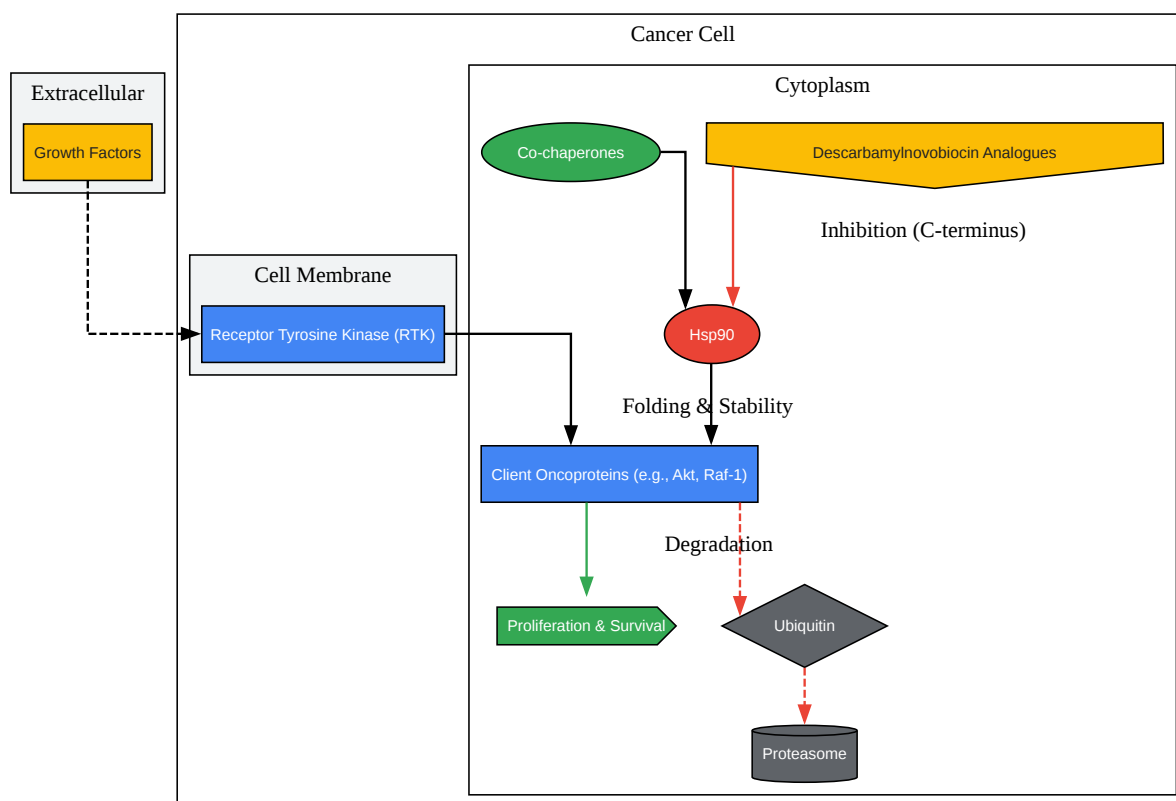 Cancer Cell
Extracellular
Growth Factors
Cytoplasm
Co-chaperones
Descarbamylnovobiocin Analogues
Inhibition (C-terminus)
Cell Membrane
Receptor Tyrosine Kinase (RTK)
Hsp90
Folding & Stability
Client Oncoproteins (e.g., Akt, Raf-1)
Degradation
Proliferation & Survival
Ubiquitin
Proteasome